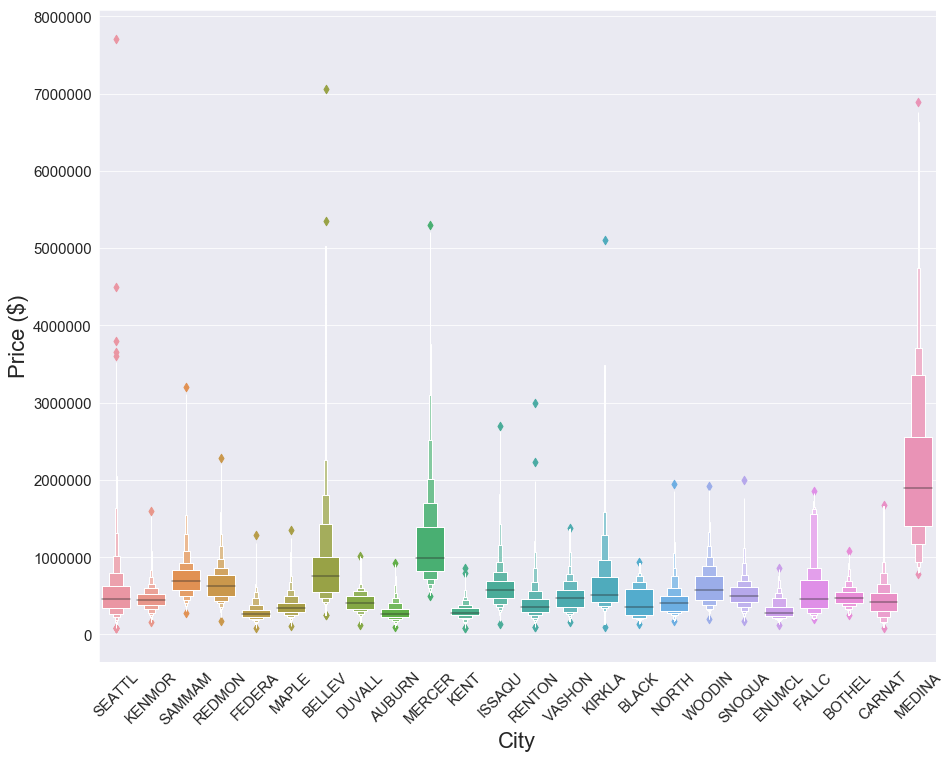 8000000
7000000
6000000
5000000
4000000
3000000
2000000
1000000
0
Price ($)
SEATTL
KENMOR
SAMMAM
REDMON
FEDERA
MAPLE
BELLEV
DUVALL
AUBURN
MERCER
KENT
ISSAQU
RENTON
VASHON
KIRKLA
BLACK
NORTH
WOODIN
SNOQUA
ENUMCL
FALLC
BOTHEL
CARNAT
MEDINA
City